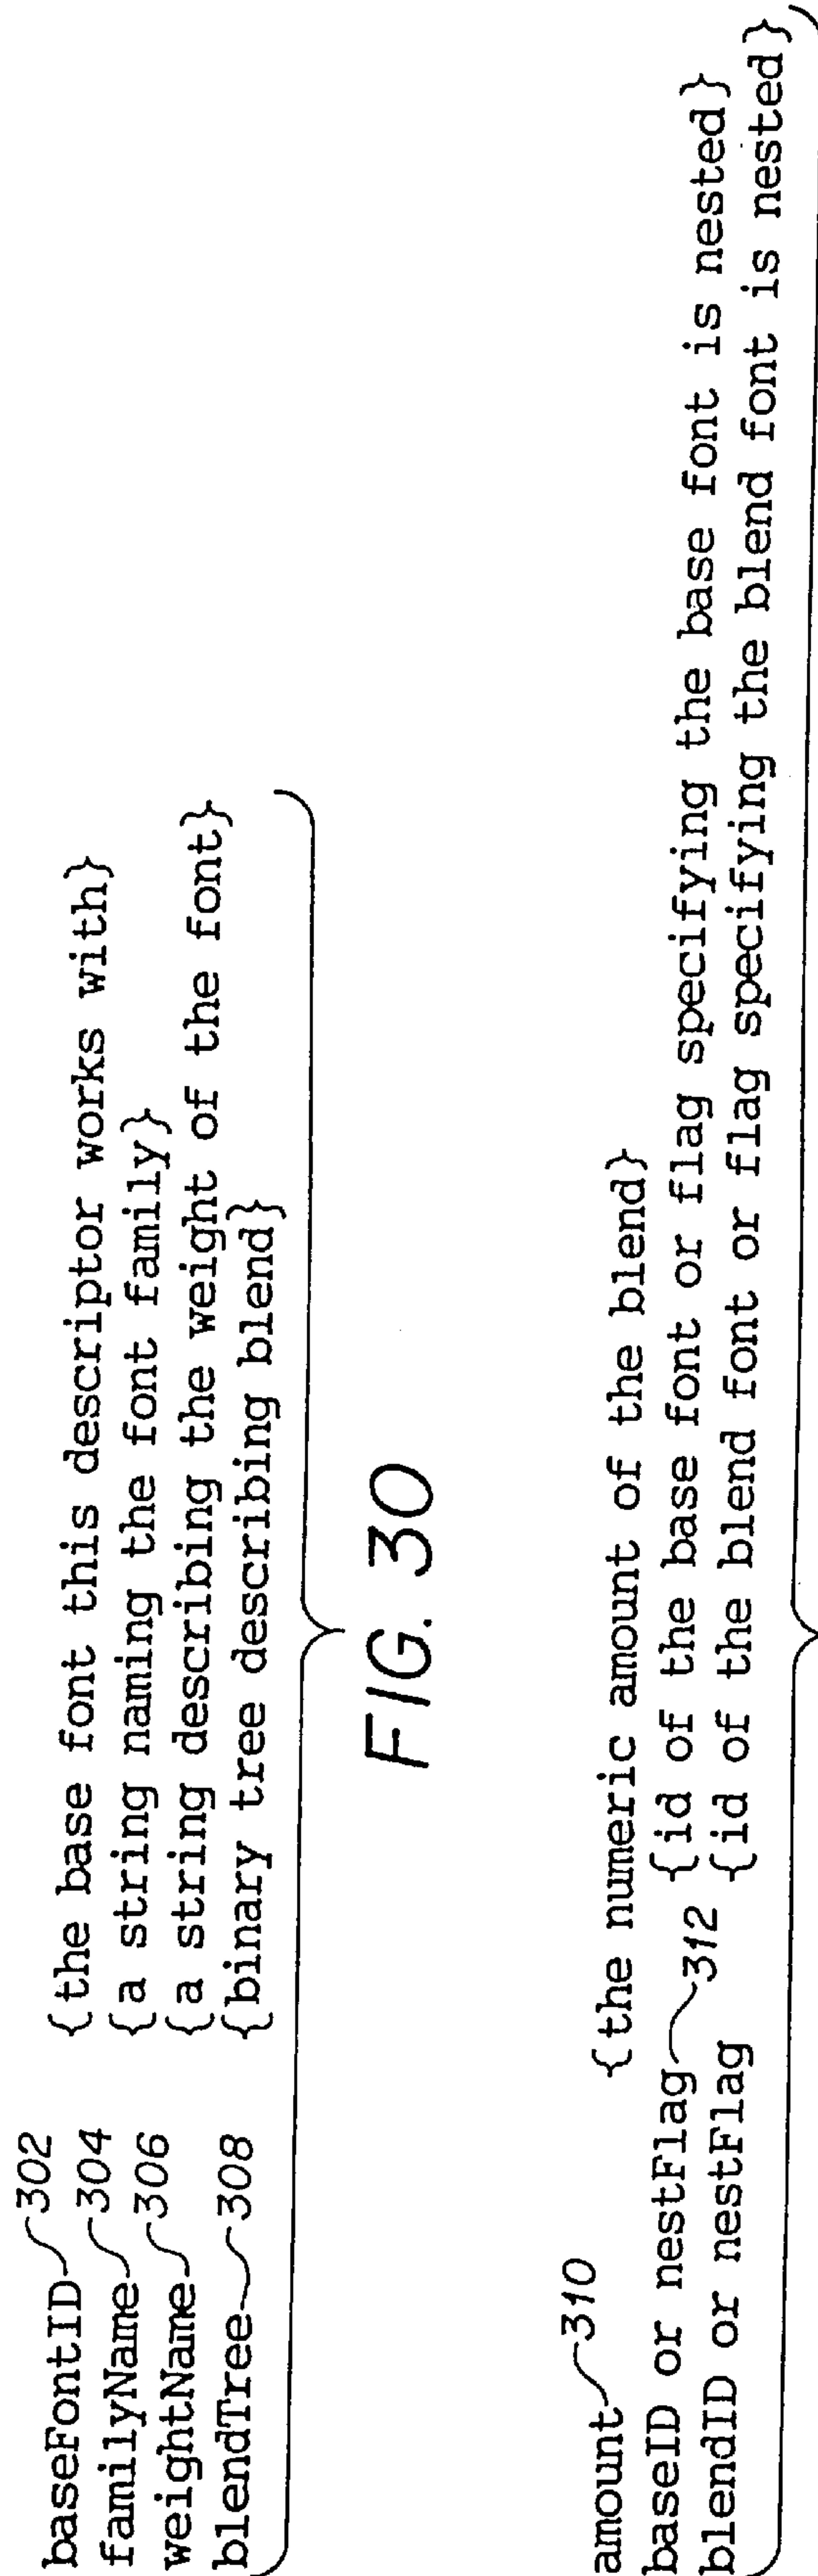 baseFontID 302 {the base font this descriptor works with}
familyName 304 {a string naming the font family}
weightName 306 {a string describing the weight of the font}
blendTree 308 {binary tree describing blend}
FIG. 30
amount 310 {the numeric amount of the blend}
baseID or nestFlag 312 {id of the base font or flag specifying the base font is nested}
blendID or nestFlag {id of the blend font or flag specifying the blend font is nested}